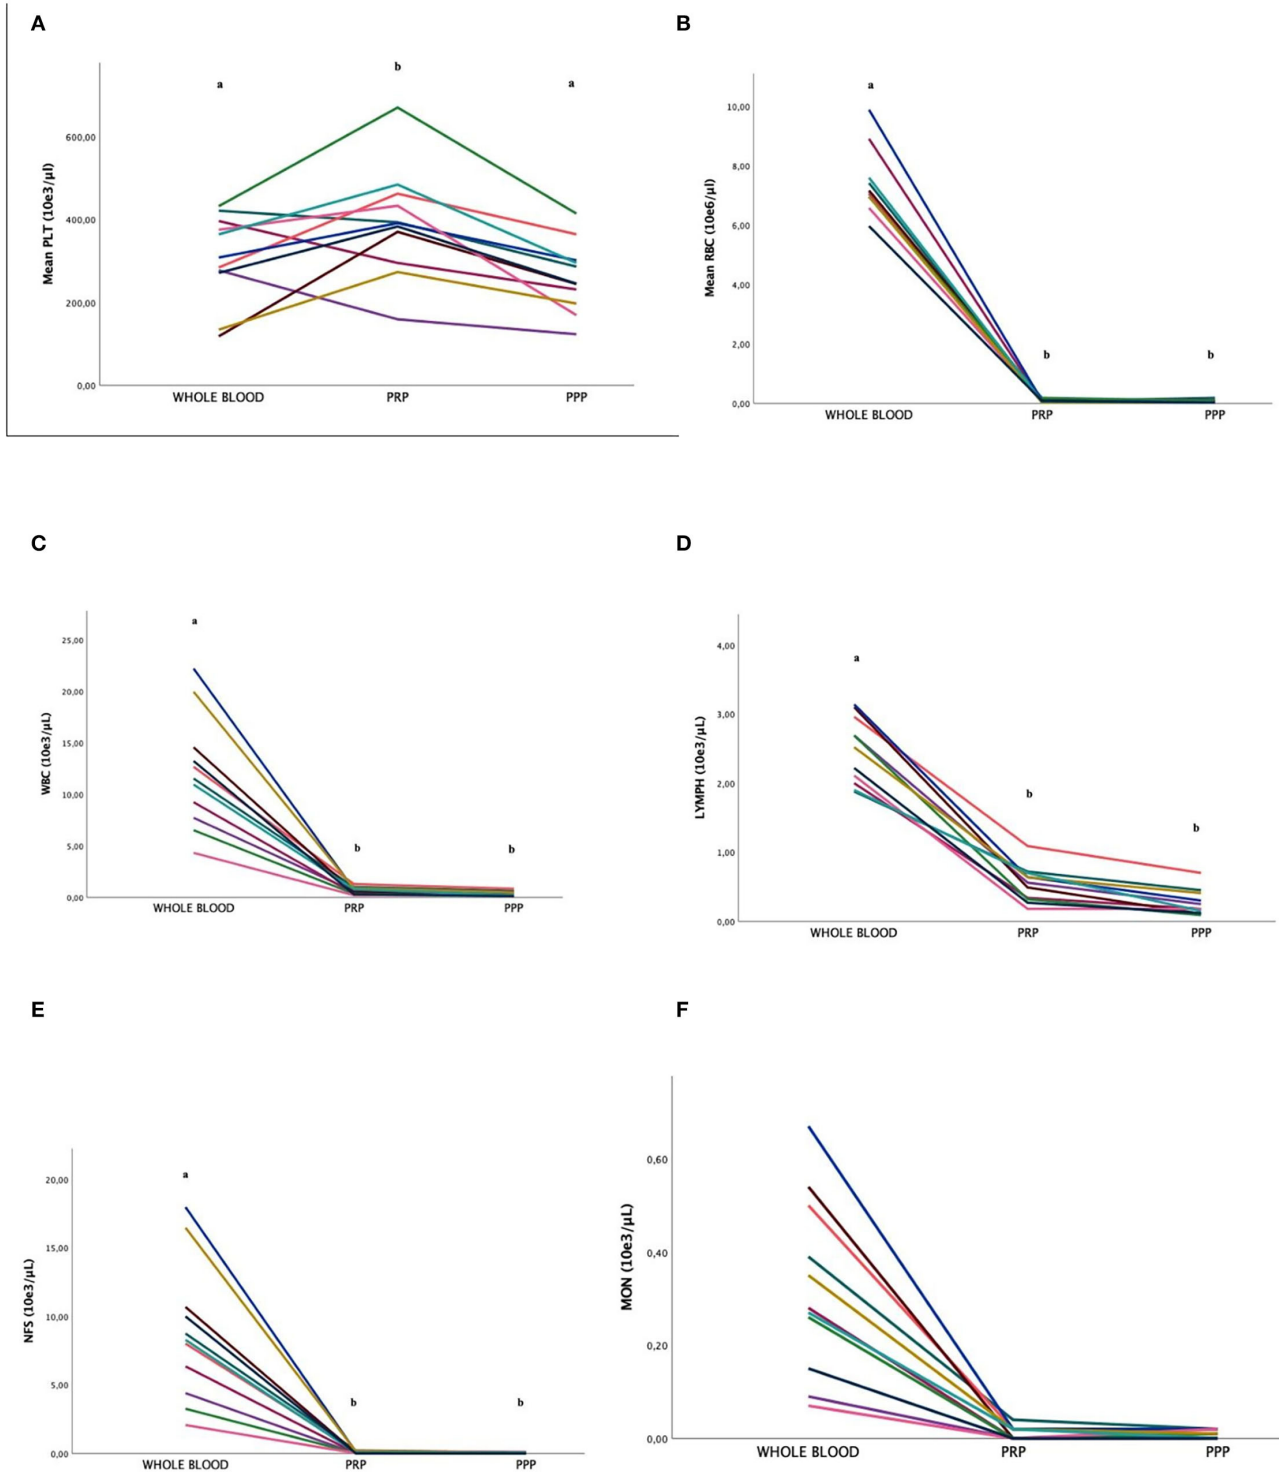 A
b
a
a
600,00
400,00
200,00
0,00
Mean PLT (10e3/µl)
WHOLE BLOOD PRP PPP
B
a
10,00
8,00
6,00
4,00
2,00
0,00
Mean RBC (10e6/µl)
b
b
WHOLE BLOOD PRP PPP
C
a
25,00
20,00
15,00
10,00
5,00
0,00
WBC (10e3/µL)
b
b
WHOLE BLOOD PRP PPP
D
a
4,00
3,00
2,00
1,00
0,00
LYMPH (10e3/µL)
b
b
WHOLE BLOOD PRP PPP
E
a
20,00
15,00
10,00
5,00
0,00
NFS (10e3/µL)
b
b
WHOLE BLOOD PRP PPP
F
0,60
0,40
0,20
0,00
MON (10e3/µL)
WHOLE BLOOD PRP PPP